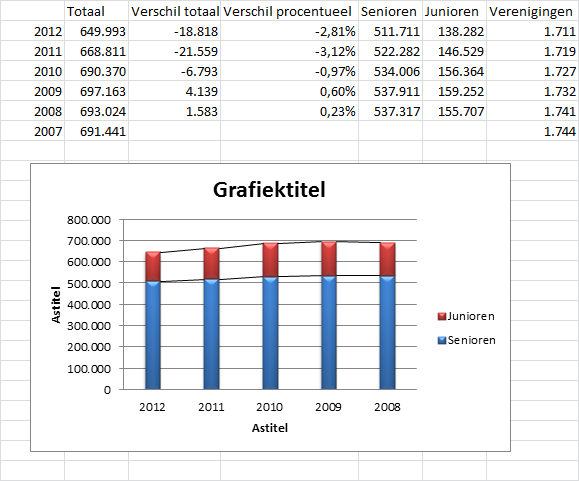 Totaal Verschil totaal Verschil procentueel Senioren Junioren Verenigingen
2012 649.993 -18.818 -2,81% 511.711 138.282 1.711
2011 668.811 -21.559 -3,12% 522.282 146.529 1.719
2010 690.370 -6.793 -0,97% 534.006 156.364 1.727
2009 697.163 4.139 0,60% 537.911 159.252 1.732
2008 693.024 1.583 0,23% 537.317 155.707 1.741
2007 691.441 1.744
Grafiektitel
800.000
700.000
600.000
500.000
400.000
300.000
200.000
100.000
0
Astitel
2012 2011 2010 2009 2008
Astitel
Junioren
Senioren